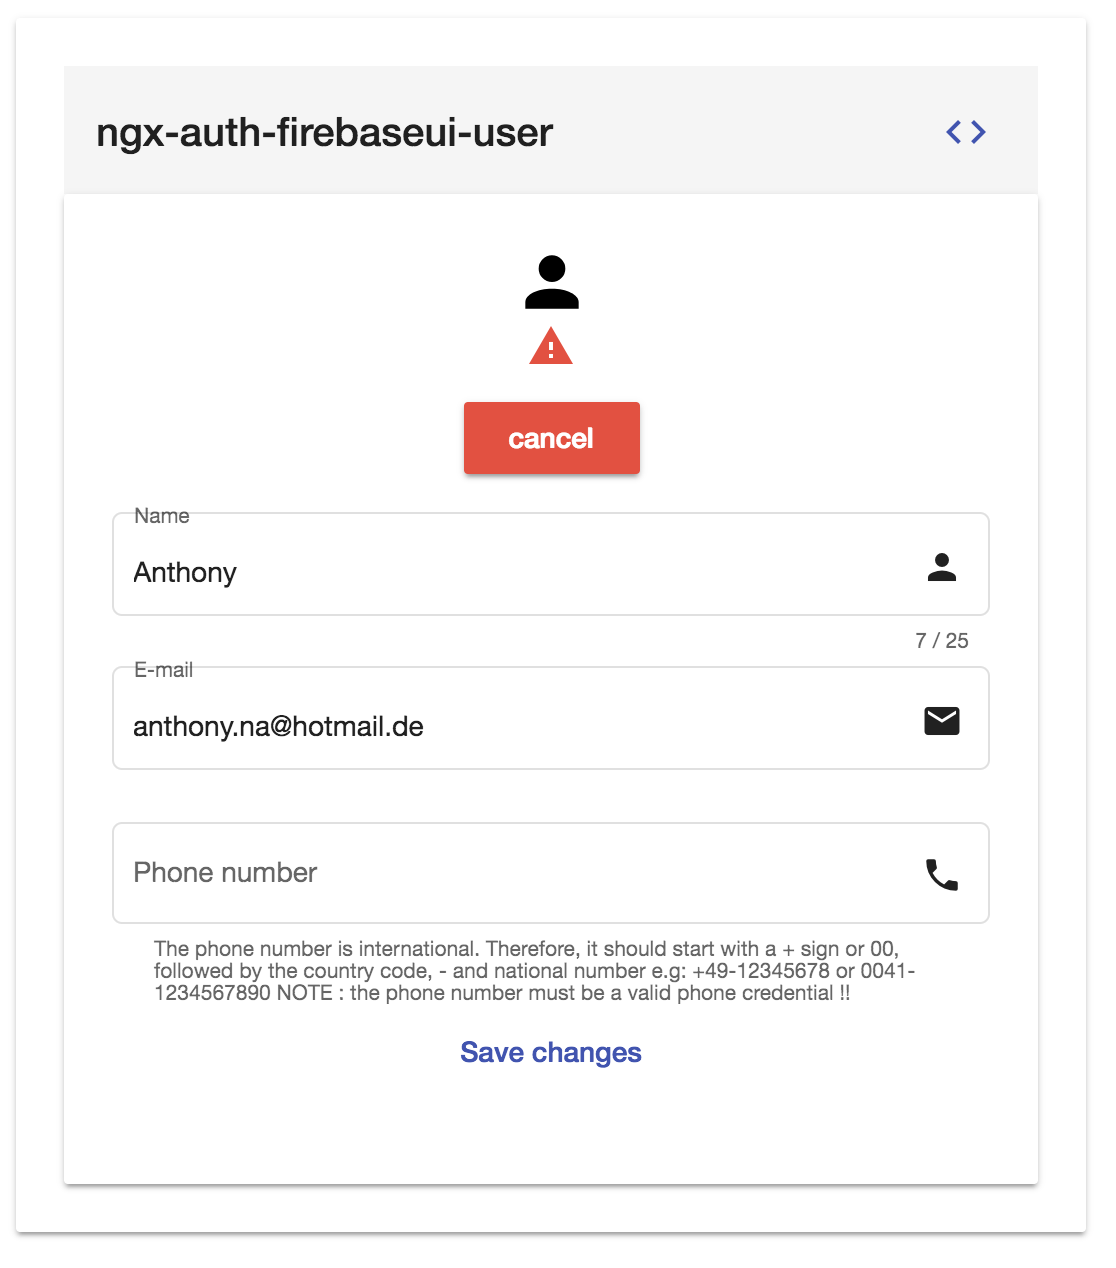 ngx-auth-firebaseui-user
cancel
Name
Anthony
7 / 25
E-mail
anthony.na@hotmail.de
Phone number
The phone number is international. Therefore, it should start with a + sign or 00,
followed by the country code, - and national number e.g: +49-12345678 or 0041-
1234567890 NOTE : the phone number must be a valid phone credential !!
Save changes